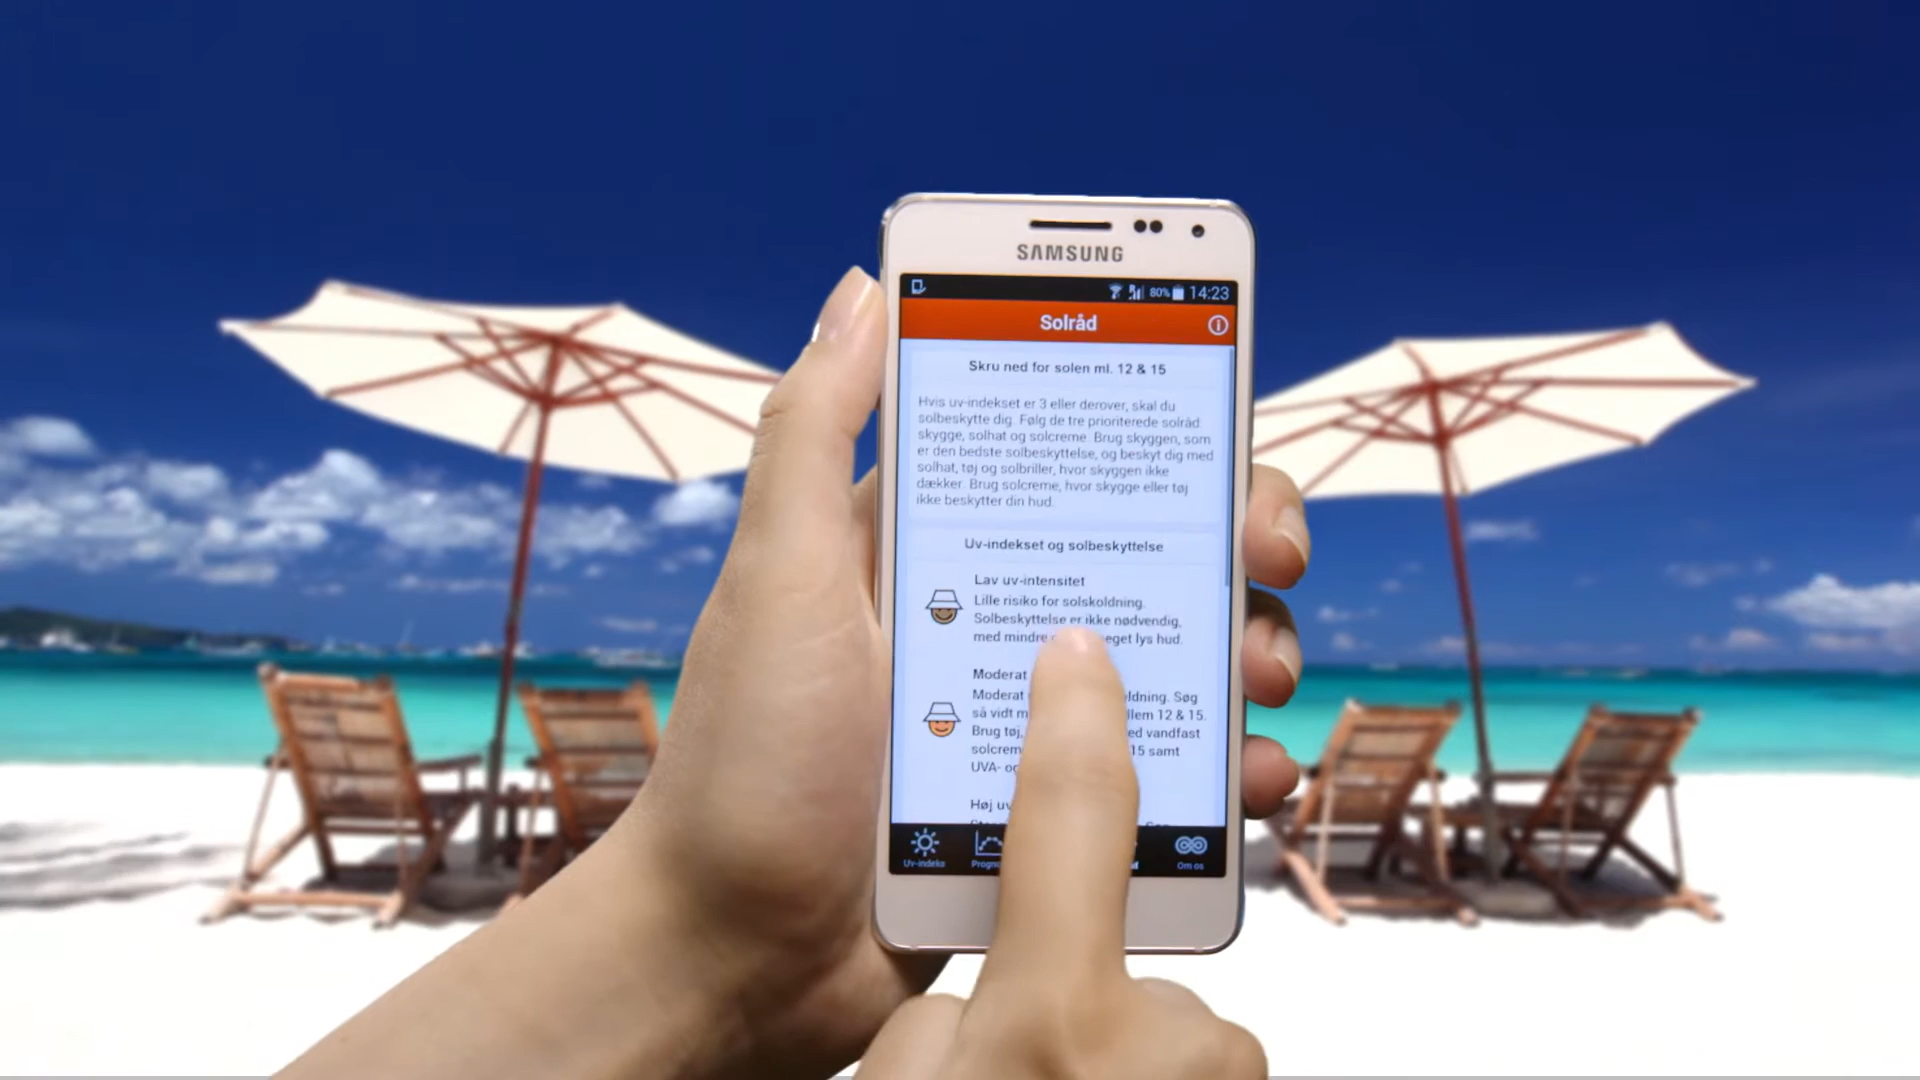 SAMSUNG
80% 14:23
Solråd
Skru ned for solen ml. 12 & 15
Hvis uv-indekset er 3 eller derover, skal du
solbeskytte dig. Følg de tre prioriterede solråd
skygge, solhat og solcreme. Brug skyggen, som
er den bedste solbeskyttelse, og beskyt dig med
solhat, tøj og solbriller, hvor skyggen ikke
dækker. Brug solcreme, hvor skygge eller tøj
ikke beskytter din hud.
Uv-indekset og solbeskyttelse
Lav uv-intensitet
Lille risiko for solskoldning.
Solbeskyttelse er ikke nødvendig,
med mindre lys hud.
Moderat
Moderat Søg
så vidt 12 & 15.
Brug tøj, vandfast
15 samt
UVA-
Høj
Uv-indeks
Om os